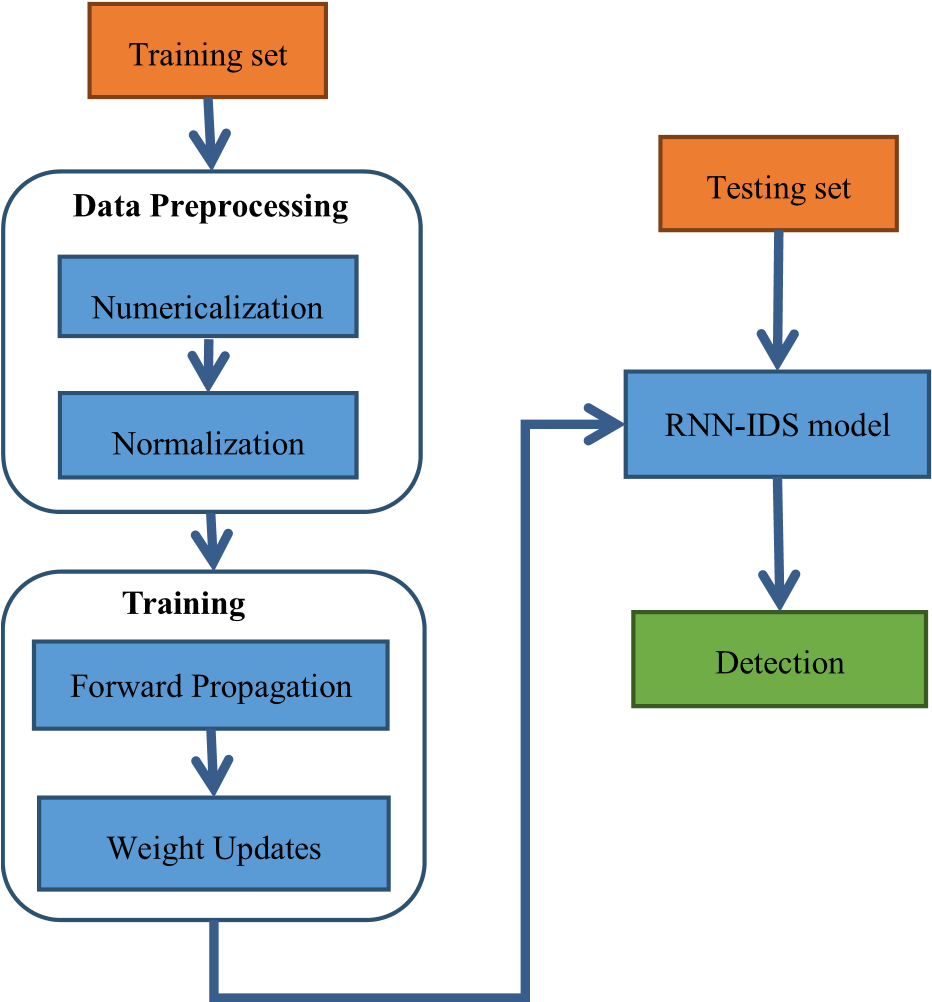 Training set
Data Preprocessing
Numericalization
Normalization
Training
Forward Propagation
Weight Updates
Testing set
RNN-IDS model
Detection